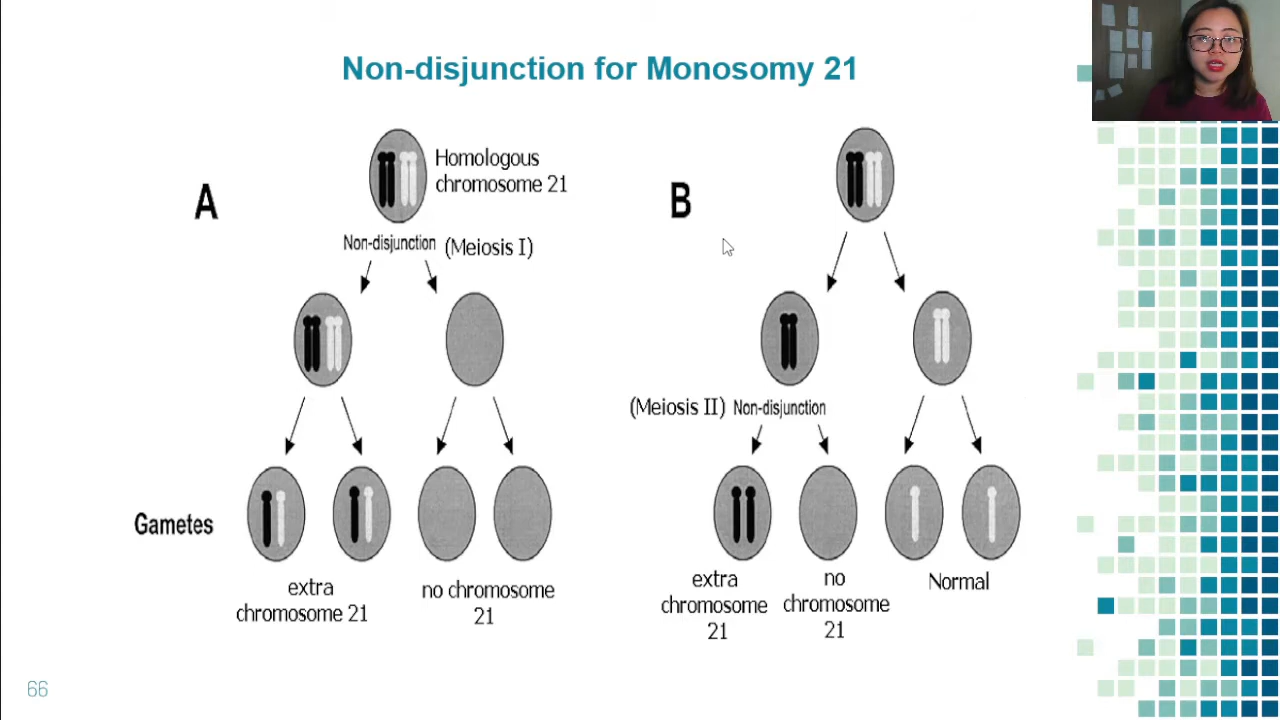 Non-disjunction for Monosomy 21
A
Homologous
chromosome 21
Non-disjunction (Meiosis I)
Gametes
extra
chromosome 21
no chromosome
21
B
(Meiosis II) Non-disjunction
extra
chromosome
21
no
chromosome
21
Normal
66